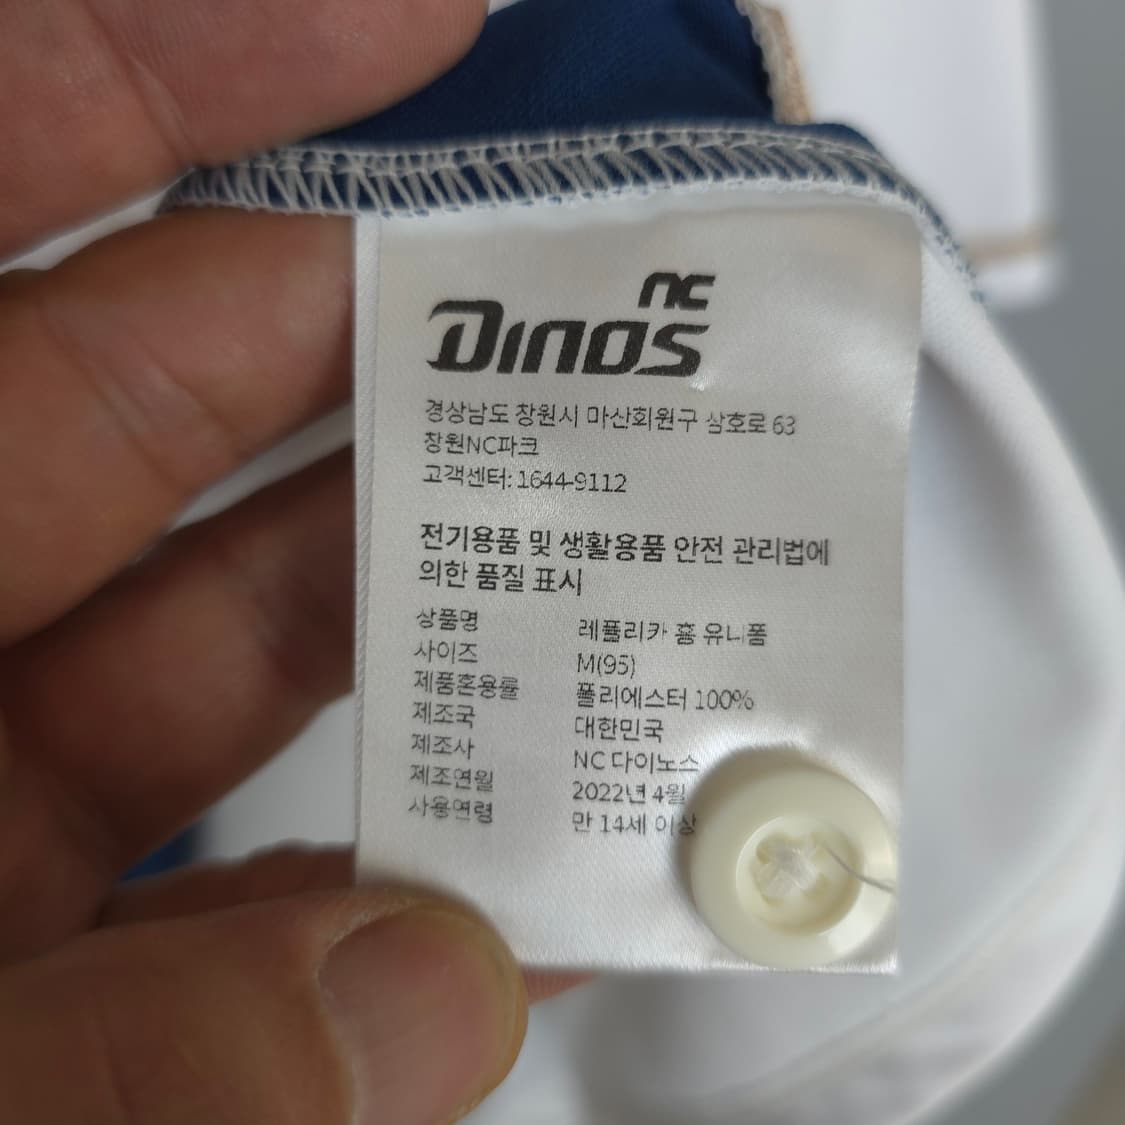 NC
DINOS
경상남도 창원시 마산회원구 삼호로 63
창원NC파크
고객센터: 1644-9112
전기용품 및 생활용품 안전 관리법에
의한 품질 표시
상품명 레플리카 홈 유니폼
사이즈 M(95)
제품혼용률 폴리에스터 100%
제조국 대한민국
제조사 NC 다이노스
제조연월 2022년 4월
사용연령 만 14세 이상